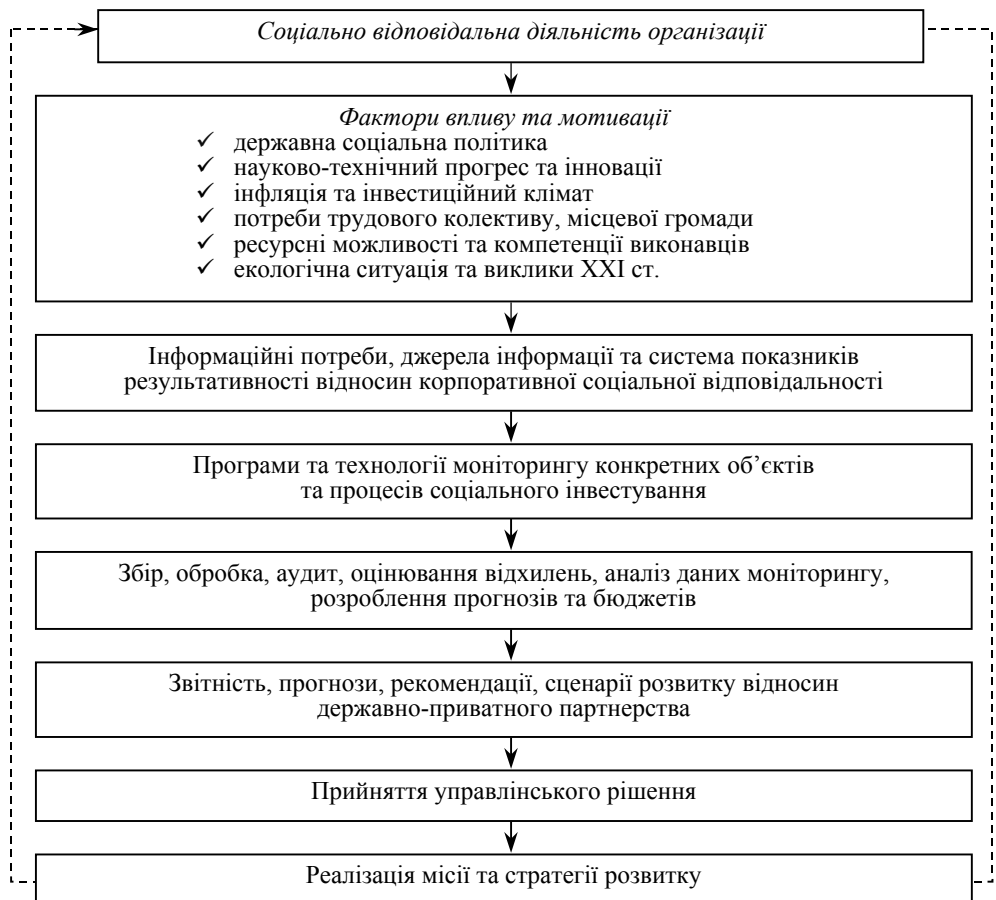 Соціально відповідальна діяльність організації
Фактори впливу та мотивації
✓ державна соціальна політика
✓ науково-технічний прогрес та інновації
✓ інфляція та інвестиційний клімат
✓ потреби трудового колективу, місцевої громади
✓ ресурсні можливості та компетенції виконавців
✓ екологічна ситуація та виклики XXI ст.
Інформаційні потреби, джерела інформації та система показників
результативності відносин корпоративної соціальної відповідальності
Програми та технології моніторингу конкретних об’єктів
та процесів соціального інвестування
Збір, обробка, аудит, оцінювання відхилень, аналіз даних моніторингу,
розроблення прогнозів та бюджетів
Звітність, прогнози, рекомендації, сценарії розвитку відносин
державно-приватного партнерства
Прийняття управлінського рішення
Реалізація місії та стратегії розвитку